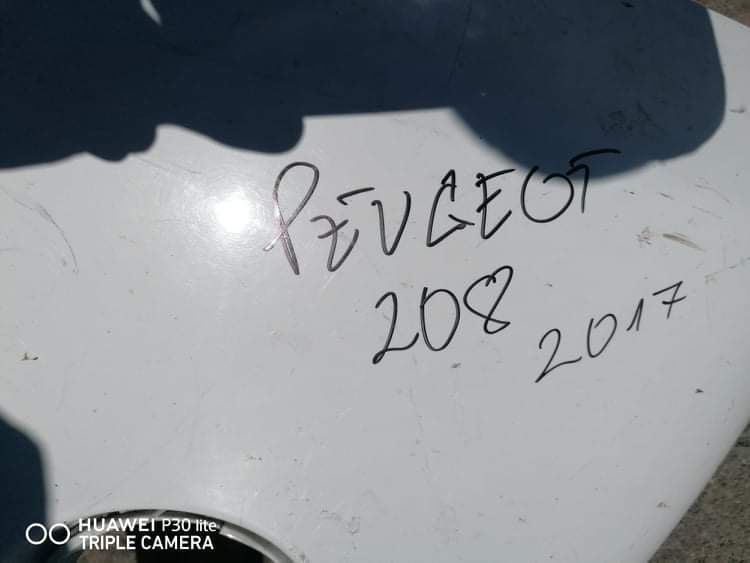 PEUGEOT
208 2017
HUAWEI P30 lite
TRIPLE CAMERA